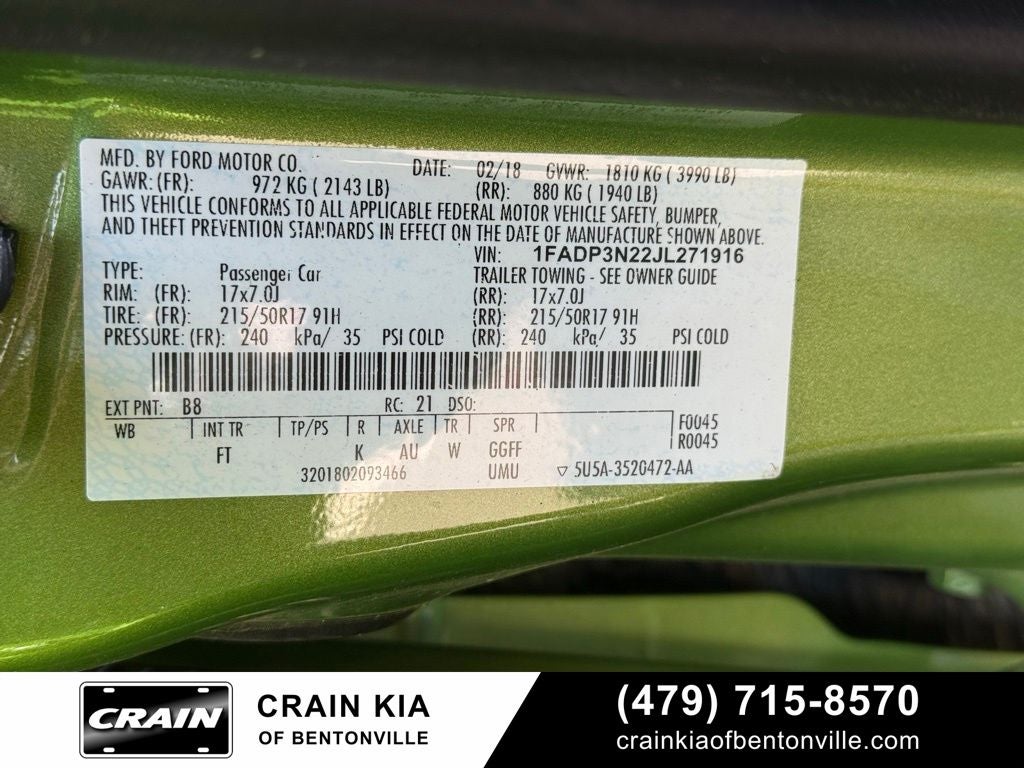 MFD. BY FORD MOTOR CO. DATE: 02/18 GVWR: 1810 KG ( 3990 LB)
GAWR: (FR): 972 KG ( 2143 LB) (RR): 880 KG ( 1940 LB)
THIS VEHICLE CONFORMS TO ALL APPLICABLE FEDERAL MOTOR VEHICLE SAFETY, BUMPER,
AND THEFT PREVENTION STANDARDS IN EFFECT ON THE DATE OF MANUFACTURE SHOWN ABOVE.
VIN: 1FADP3N22JL271916
TYPE: Passenger Car TRAILER TOWING - SEE OWNER GUIDE
RIM: (FR): 17x7.0J (RR): 17x7.0J
TIRE: (FR): 215/50R17 91H (RR): 215/50R17 91H
PRESSURE: (FR): 240 kPa/ 35 PSI COLD (RR): 240 kPa/ 35 PSI COLD
EXT PNT: B8 RC: 21 DSO:
WB INT TR TP/PS R AXLE TR SPR F0045
R0045
FT K AU W GGFF
3201802093466 UMU ▽ 5U5A-3520472-AA
CRAIN CRAIN KIA
OF BENTONVILLE
(479) 715-8570
crainkiaofbentonville.com